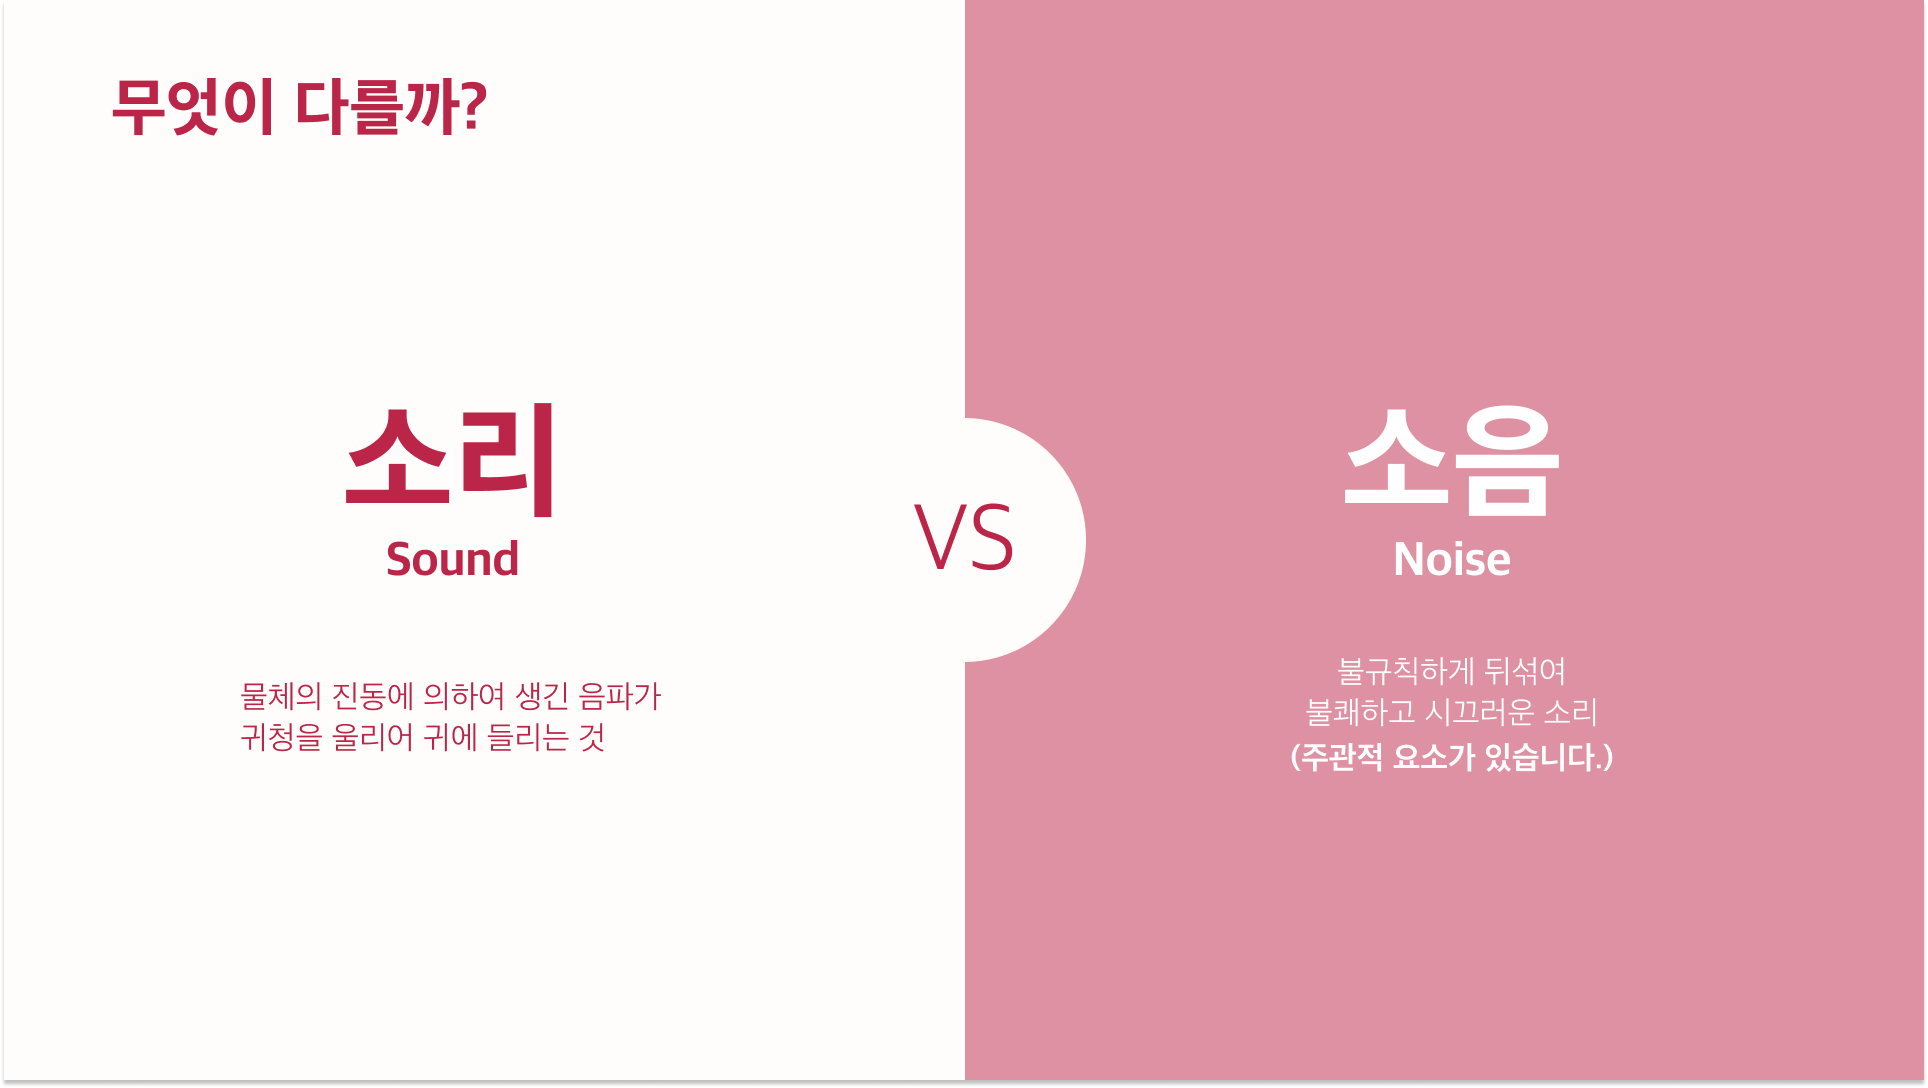 무엇이 다를까?
소리
Sound
물체의 진동에 의하여 생긴 음파가
귀청을 울리어 귀에 들리는 것
VS
소음
Noise
불규칙하게 뒤섞여
불쾌하고 시끄러운 소리
(주관적 요소가 있습니다.)